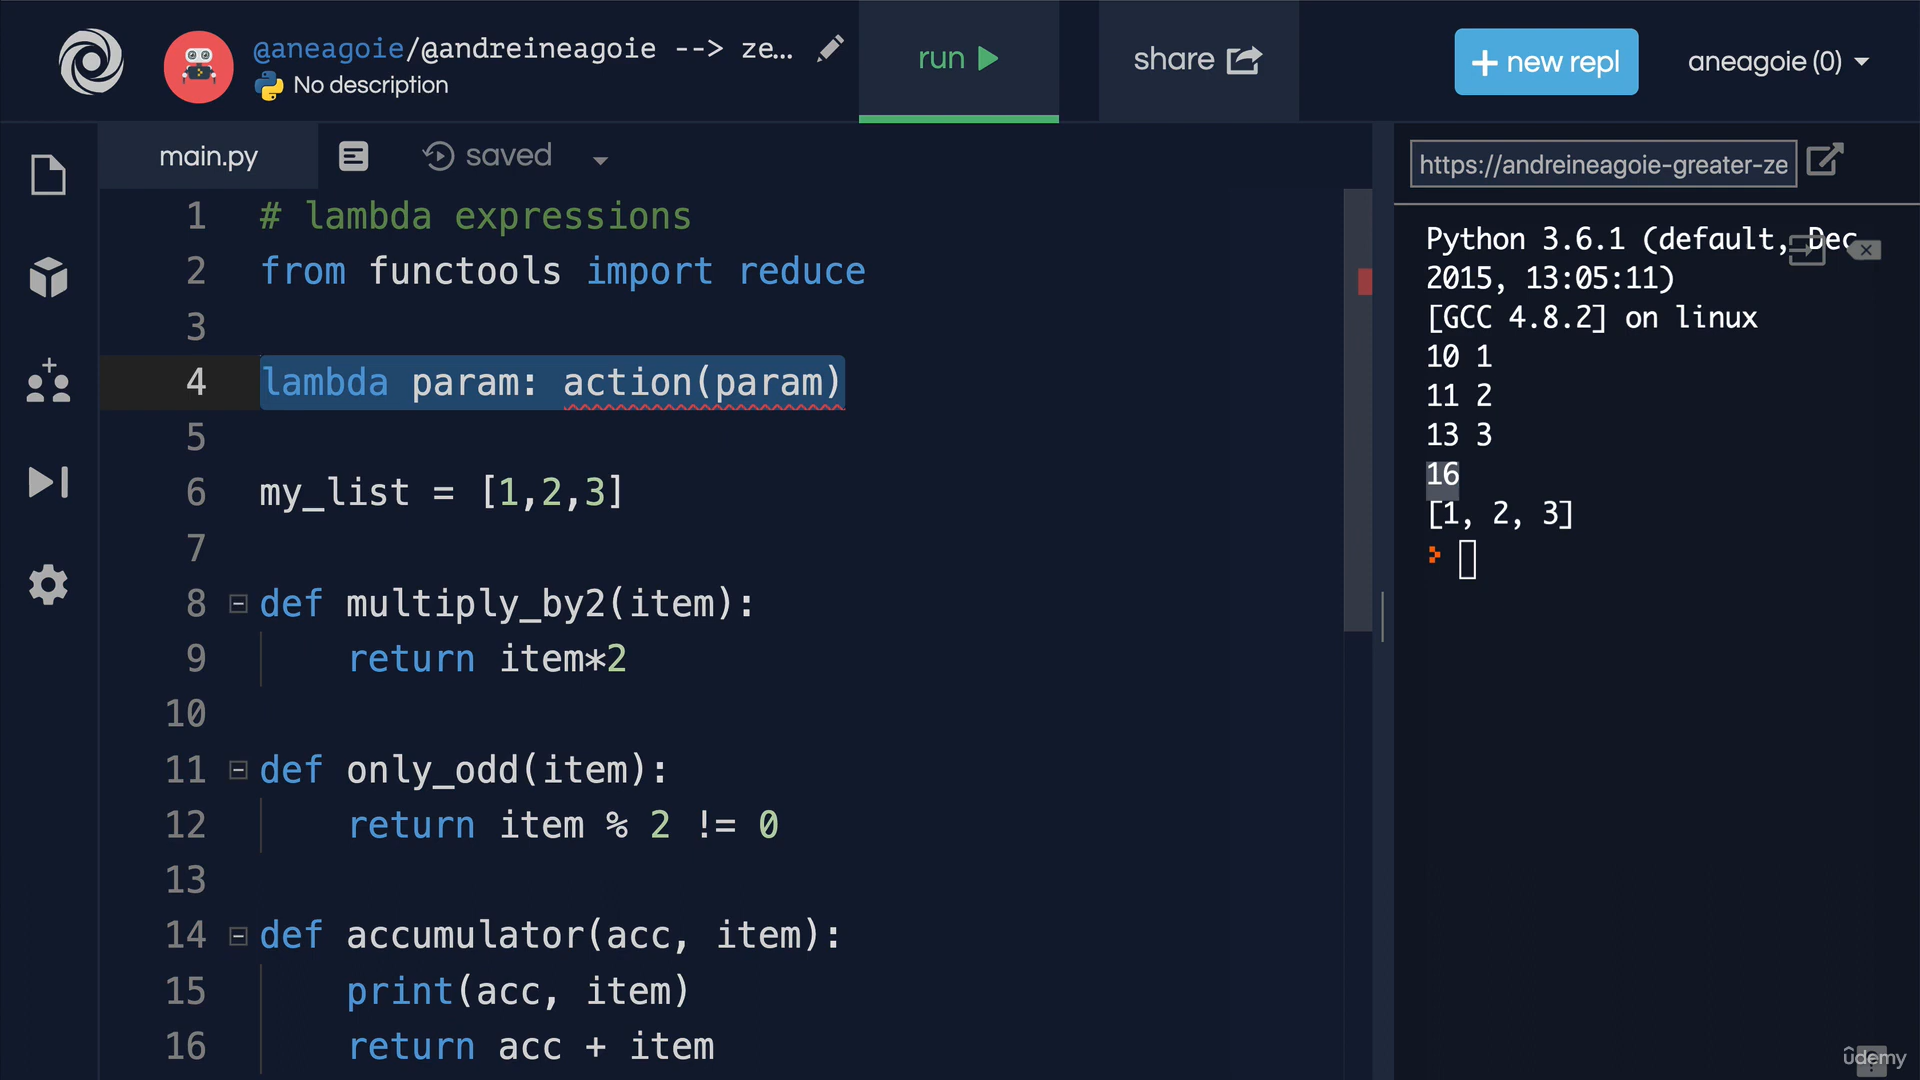 @aneagoie/@andreineagoie --> ze...
No description
run
share
+ new repl
aneagoie (0)
main.py
saved
https://andreineagoie-greater-ze
1 # lambda expressions
2 from functools import reduce
3
4 lambda param: action(param)
5
6 my_list = [1,2,3]
7
8 def multiply_by2(item):
9 return item*2
10
11 def only_odd(item):
12 return item % 2 != 0
13
14 def accumulator(acc, item):
15 print(acc, item)
16 return acc + item
Python 3.6.1 (default, Dec
2015, 13:05:11)
[GCC 4.8.2] on linux
10 1
11 2
13 3
16
[1, 2, 3]
udemy